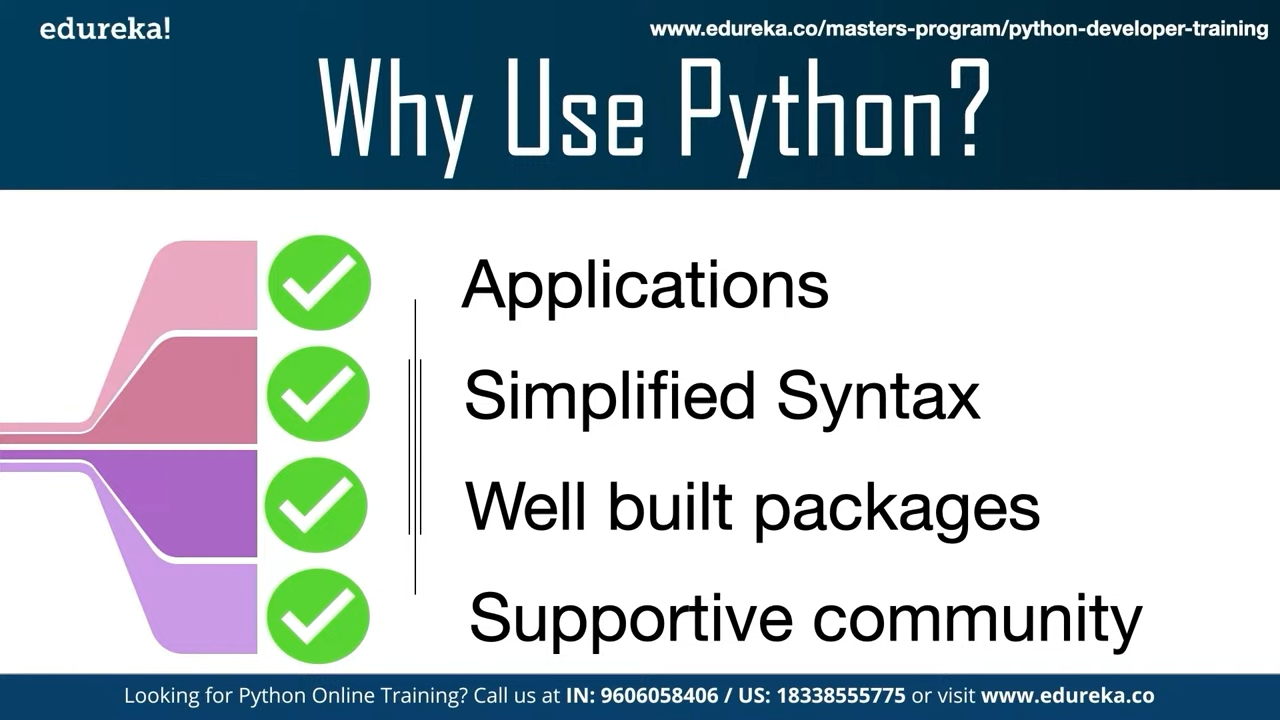 edureka!
www.edureka.co/masters-program/python-developer-training
Why Use Python?
Applications
Simplified Syntax
Well built packages
Supportive community
Looking for Python Online Training? Call us at IN: 9606058406 / US: 18338555775 or visit www.edureka.co